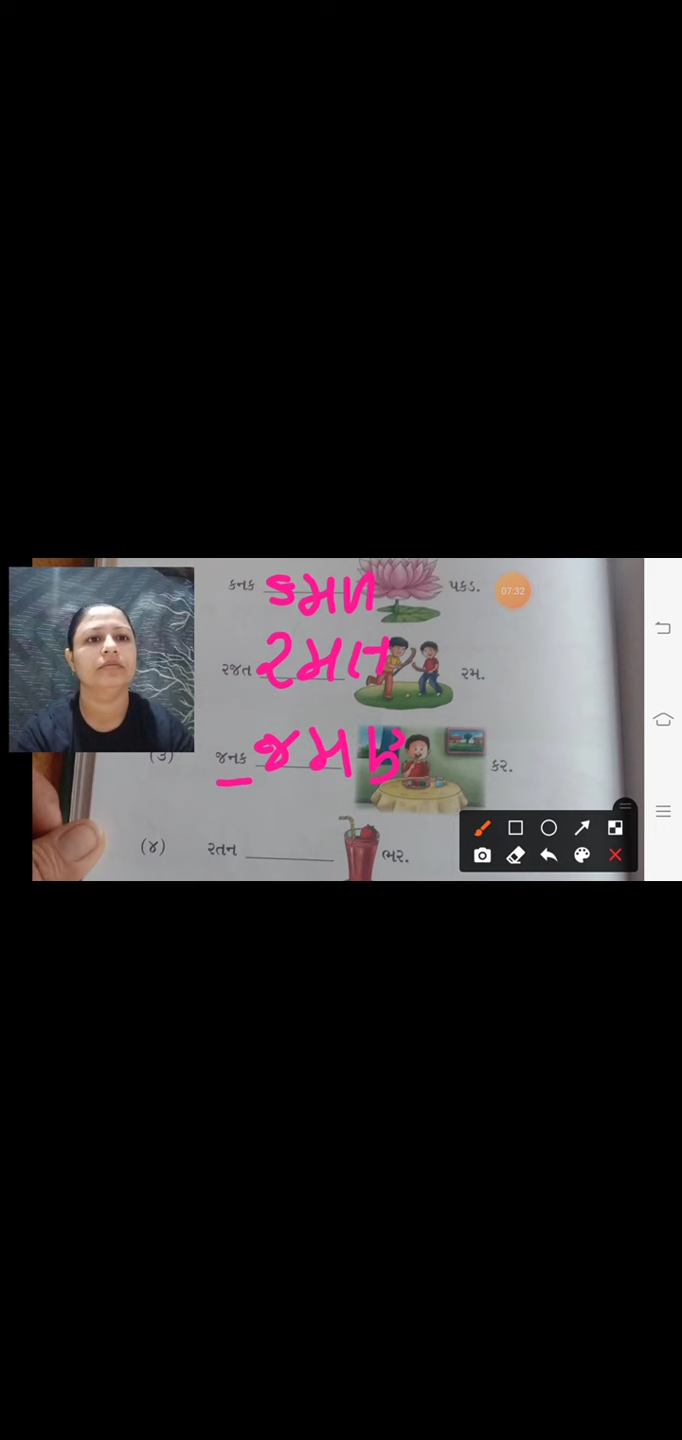 કનક કમળ પકડ.
07:32
રજત રમત રમ.
(૩) જનક જમણ કર.
(૪) રતન ભર.